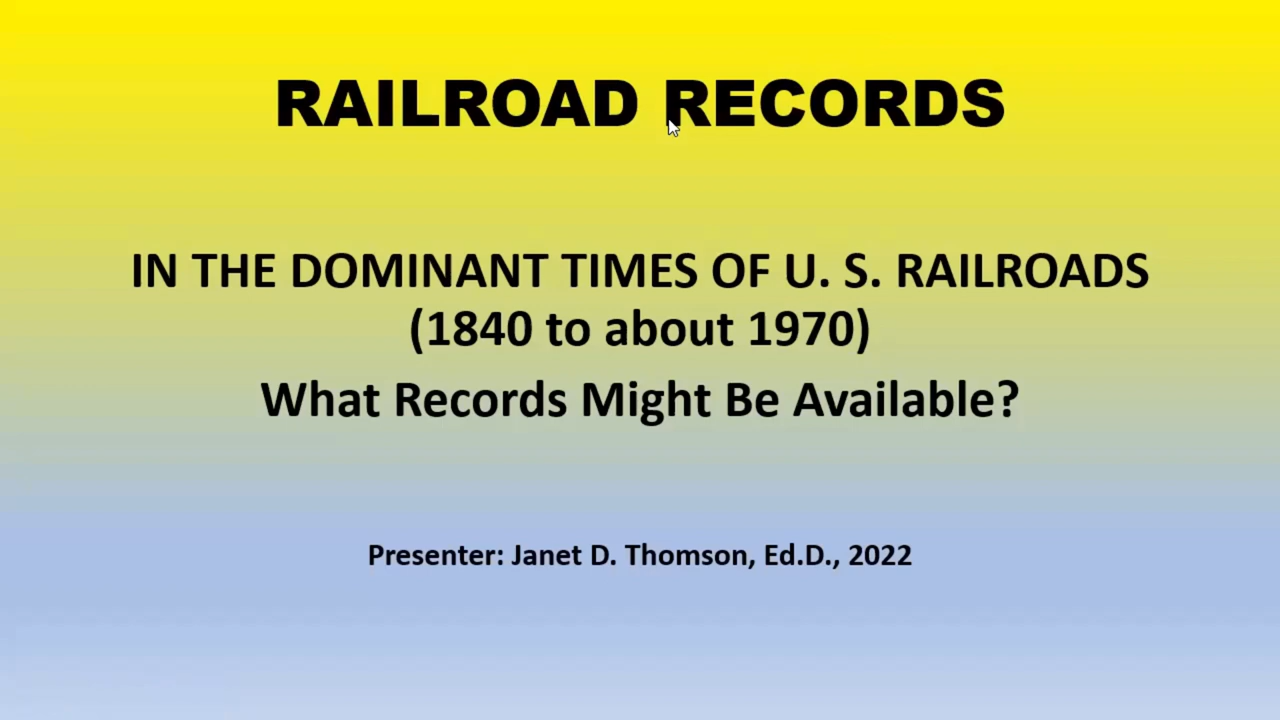 RAILROAD RECORDS
IN THE DOMINANT TIMES OF U. S. RAILROADS
(1840 to about 1970)
What Records Might Be Available?
Presenter: Janet D. Thomson, Ed.D., 2022